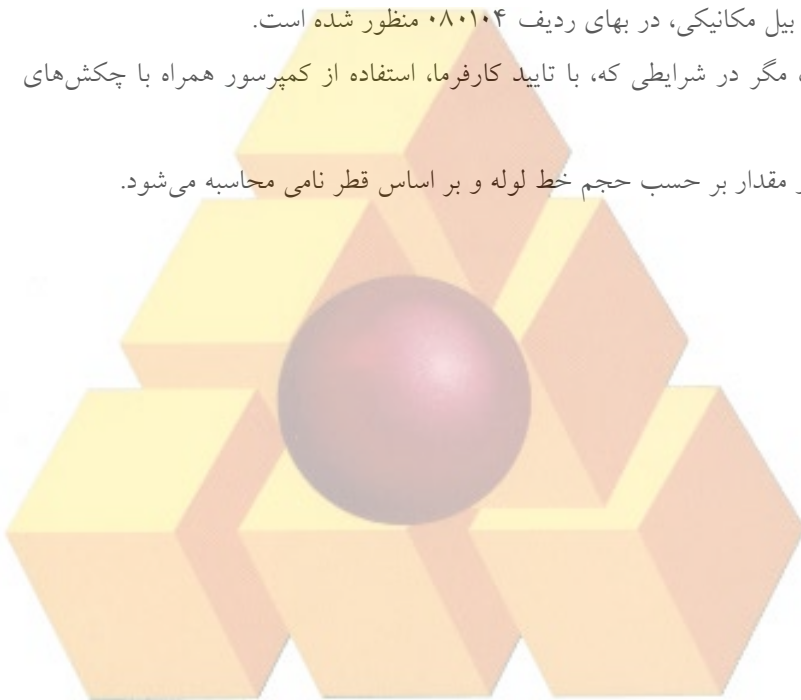 بیل مکانیکی، در بهای ردیف ۰۸۰۱۰۴ منظور شده است.
، مگر در شرایطی که، با تایید کارفرما، استفاده از کمپرسور همراه با چکش‌های
مقدار بر حسب حجم خط لوله و بر اساس قطر نامی محاسبه می‌شود.